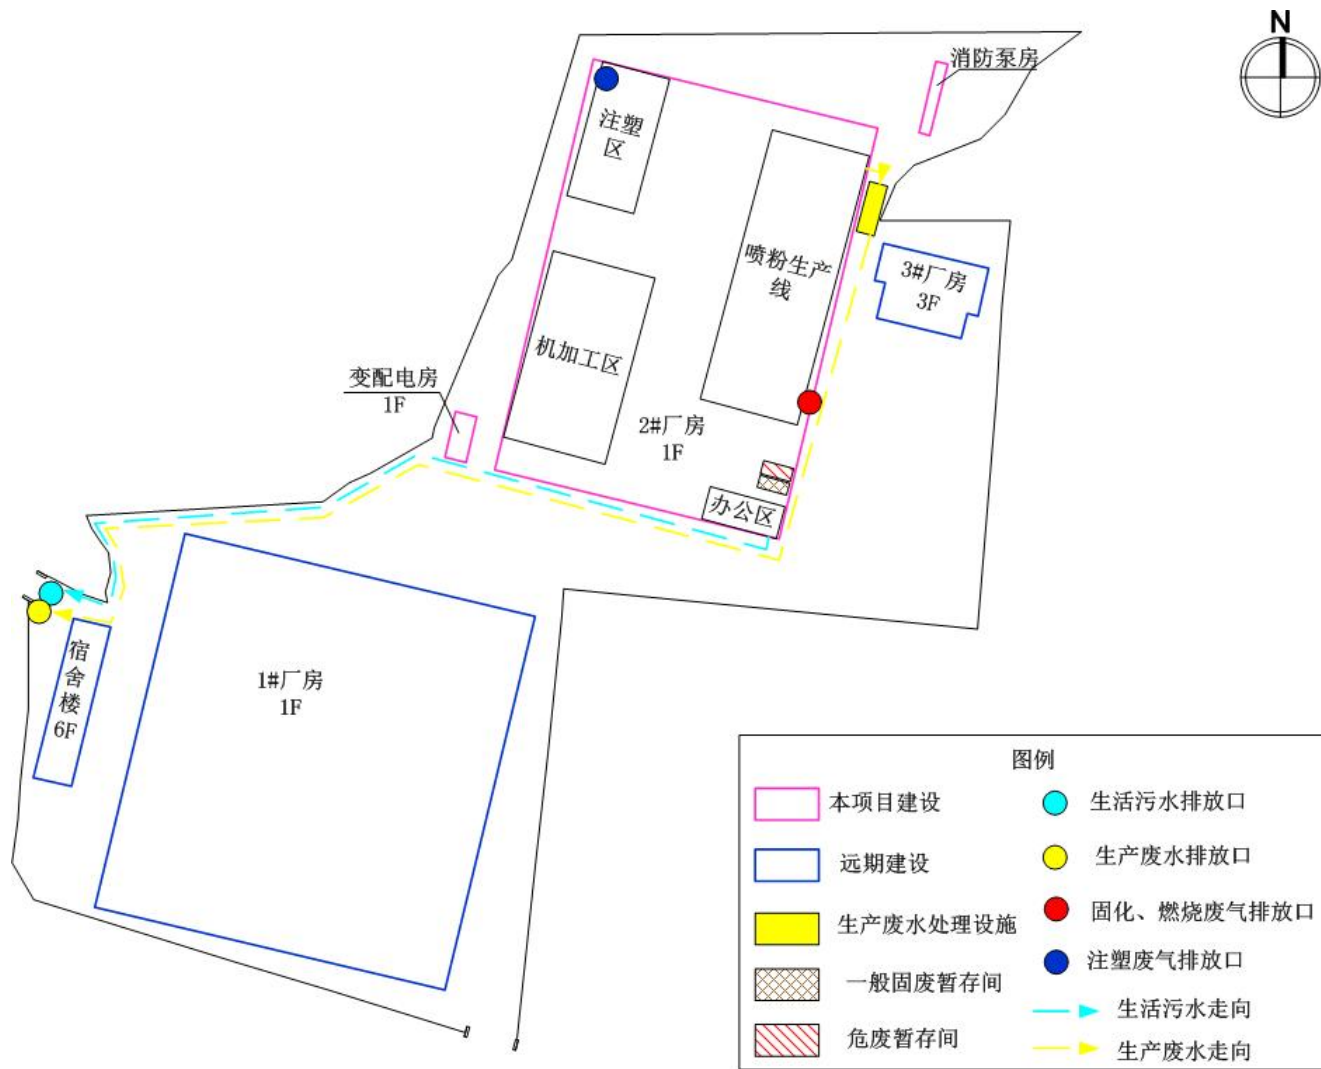 N
消防泵房
注塑
区
喷粉生产
线
3#厂房
3F
机加工区
变配电房
1F
2#厂房
1F
办公区
宿
舍
楼
6F
1#厂房
1F
图例
本项目建设
生活污水排放口
远期建设
生产废水排放口
生产废水处理设施
固化、燃烧废气排放口
一般固废暂存间
注塑废气排放口
危废暂存间
生活污水走向
生产废水走向